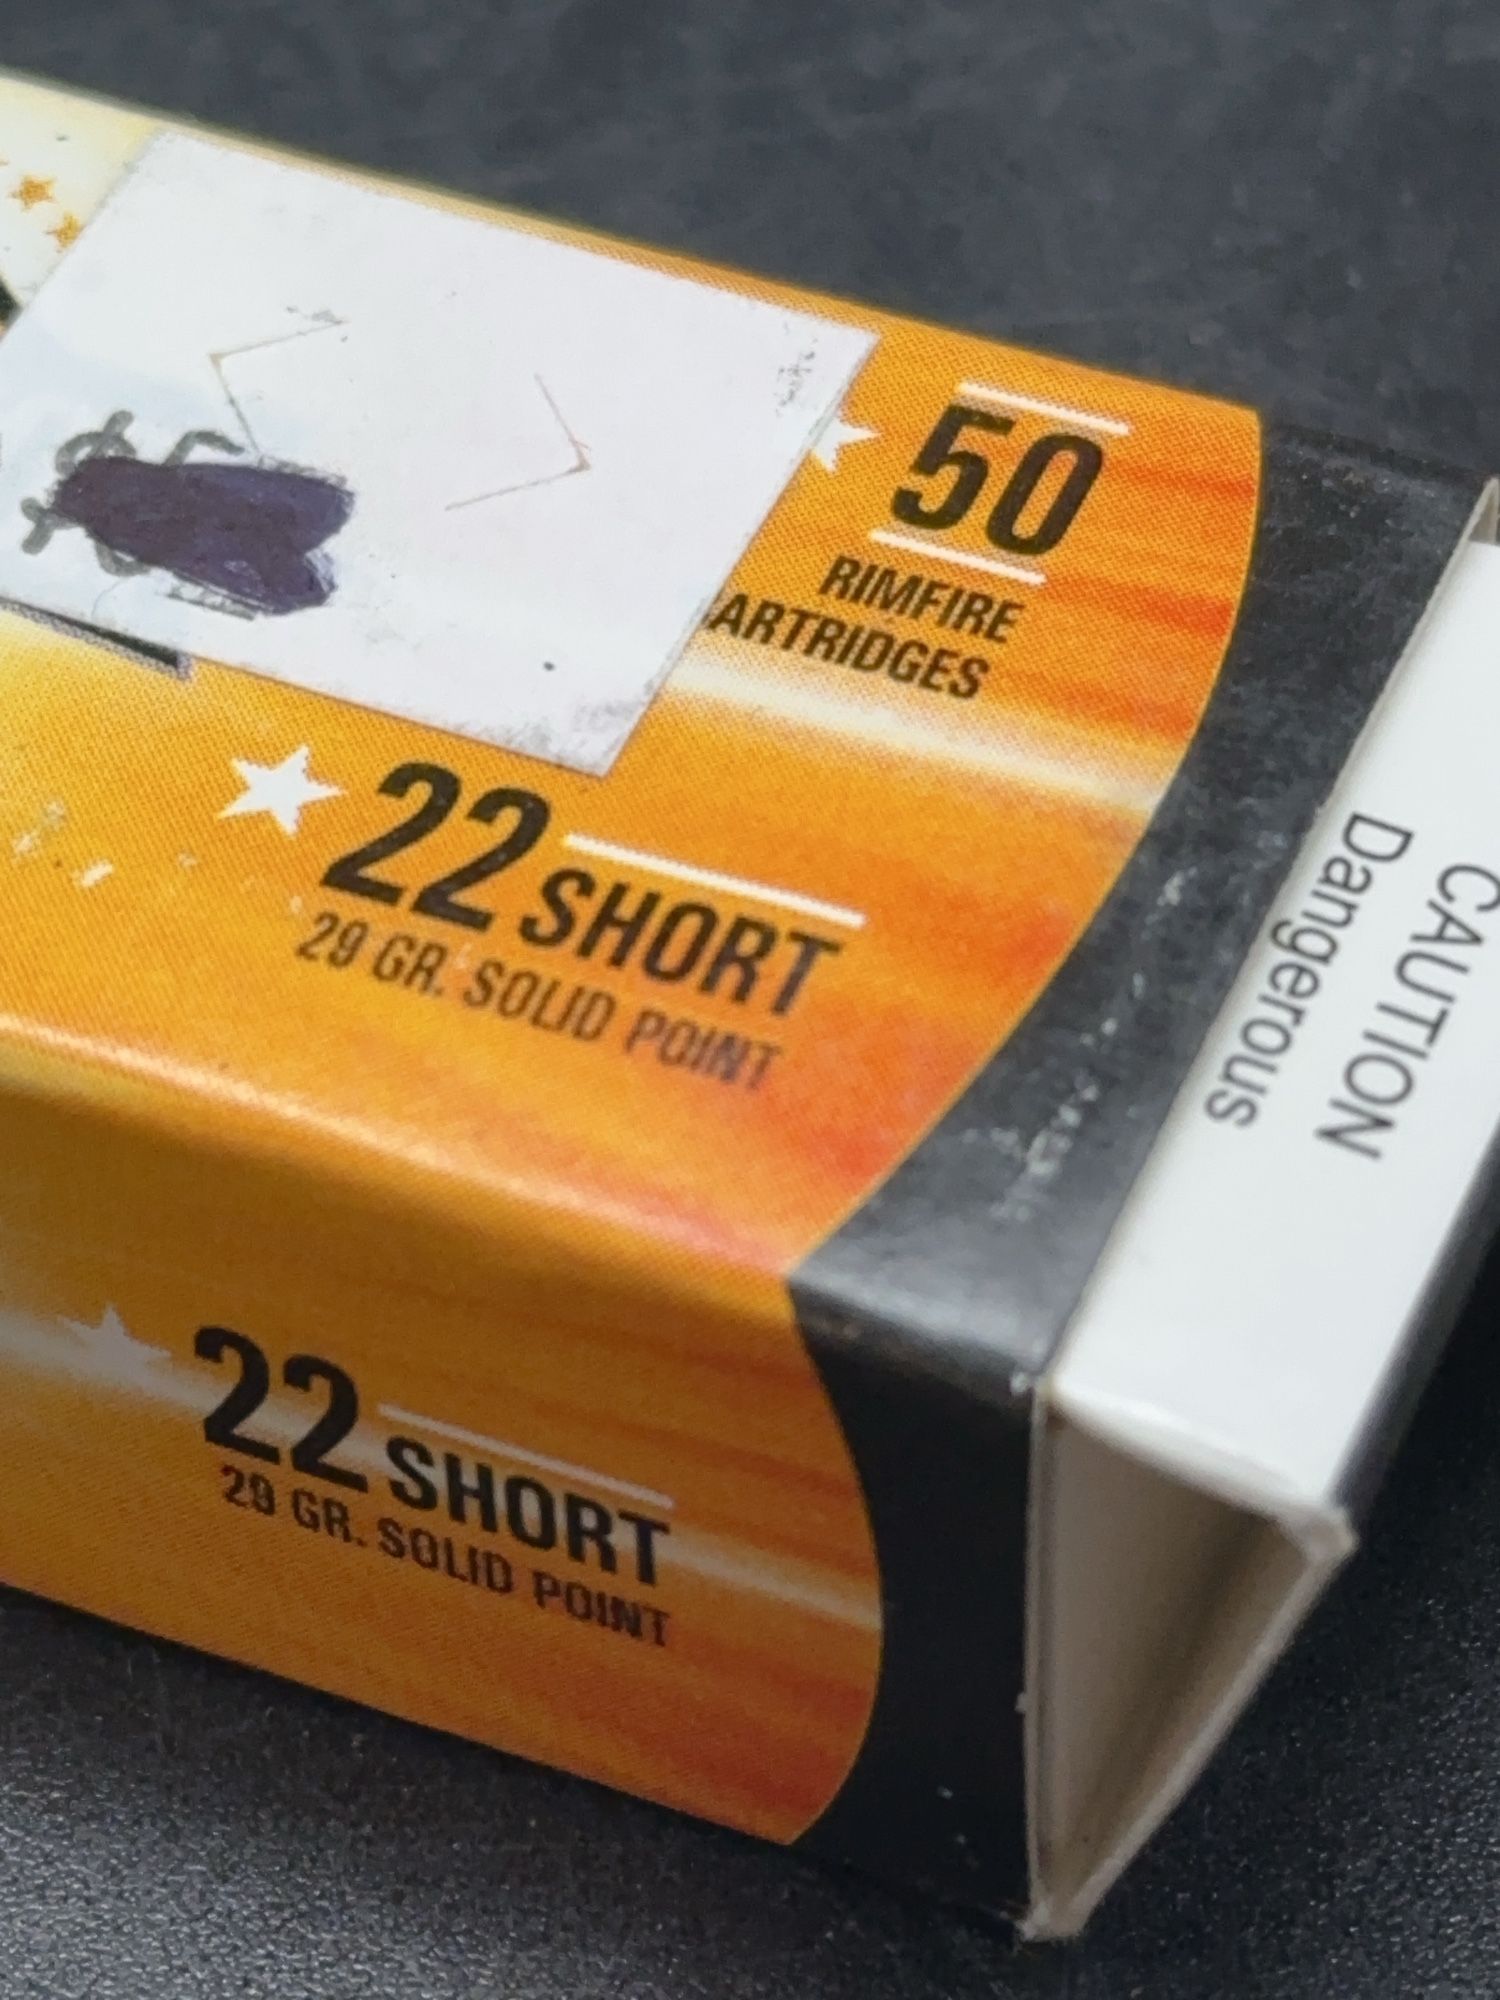 50
RIMFIRE
ARTRIDGES
22 SHORT
29 GR. SOLID POINT
22 SHORT
29 GR. SOLID POINT
CAUTION
Dangerous